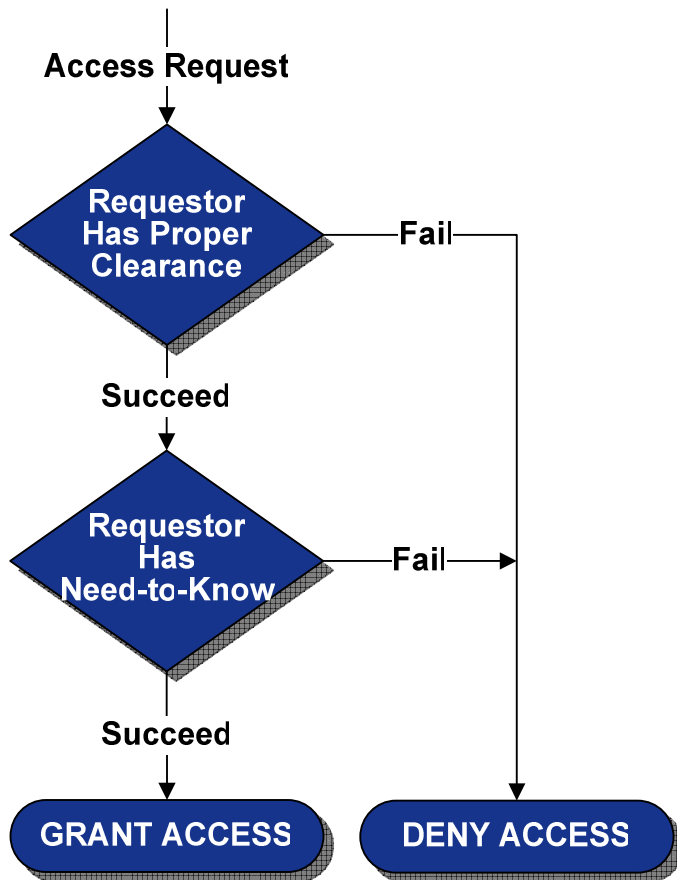 Access Request
Requestor
Has Proper
Clearance
Fail
Succeed
Requestor
Has
Need-to-Know
Fail
Succeed
GRANT ACCESS
DENY ACCESS